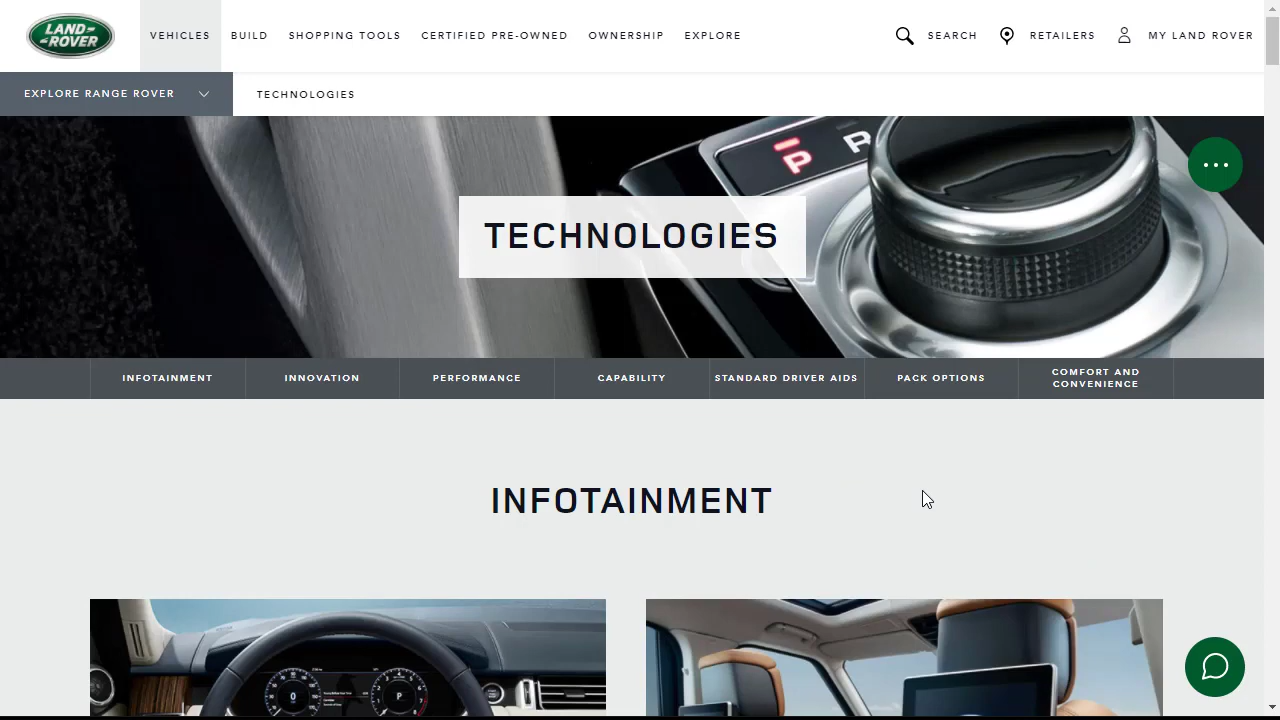 LAND-
ROVER
VEHICLES
BUILD
SHOPPING TOOLS
CERTIFIED PRE-OWNED
OWNERSHIP
EXPLORE
SEARCH
RETAILERS
MY LAND ROVER
EXPLORE RANGE ROVER
TECHNOLOGIES
P R
TECHNOLOGIES
INFOTAINMENT
INNOVATION
PERFORMANCE
CAPABILITY
STANDARD DRIVER AIDS
PACK OPTIONS
COMFORT AND
CONVENIENCE
INFOTAINMENT
0
P